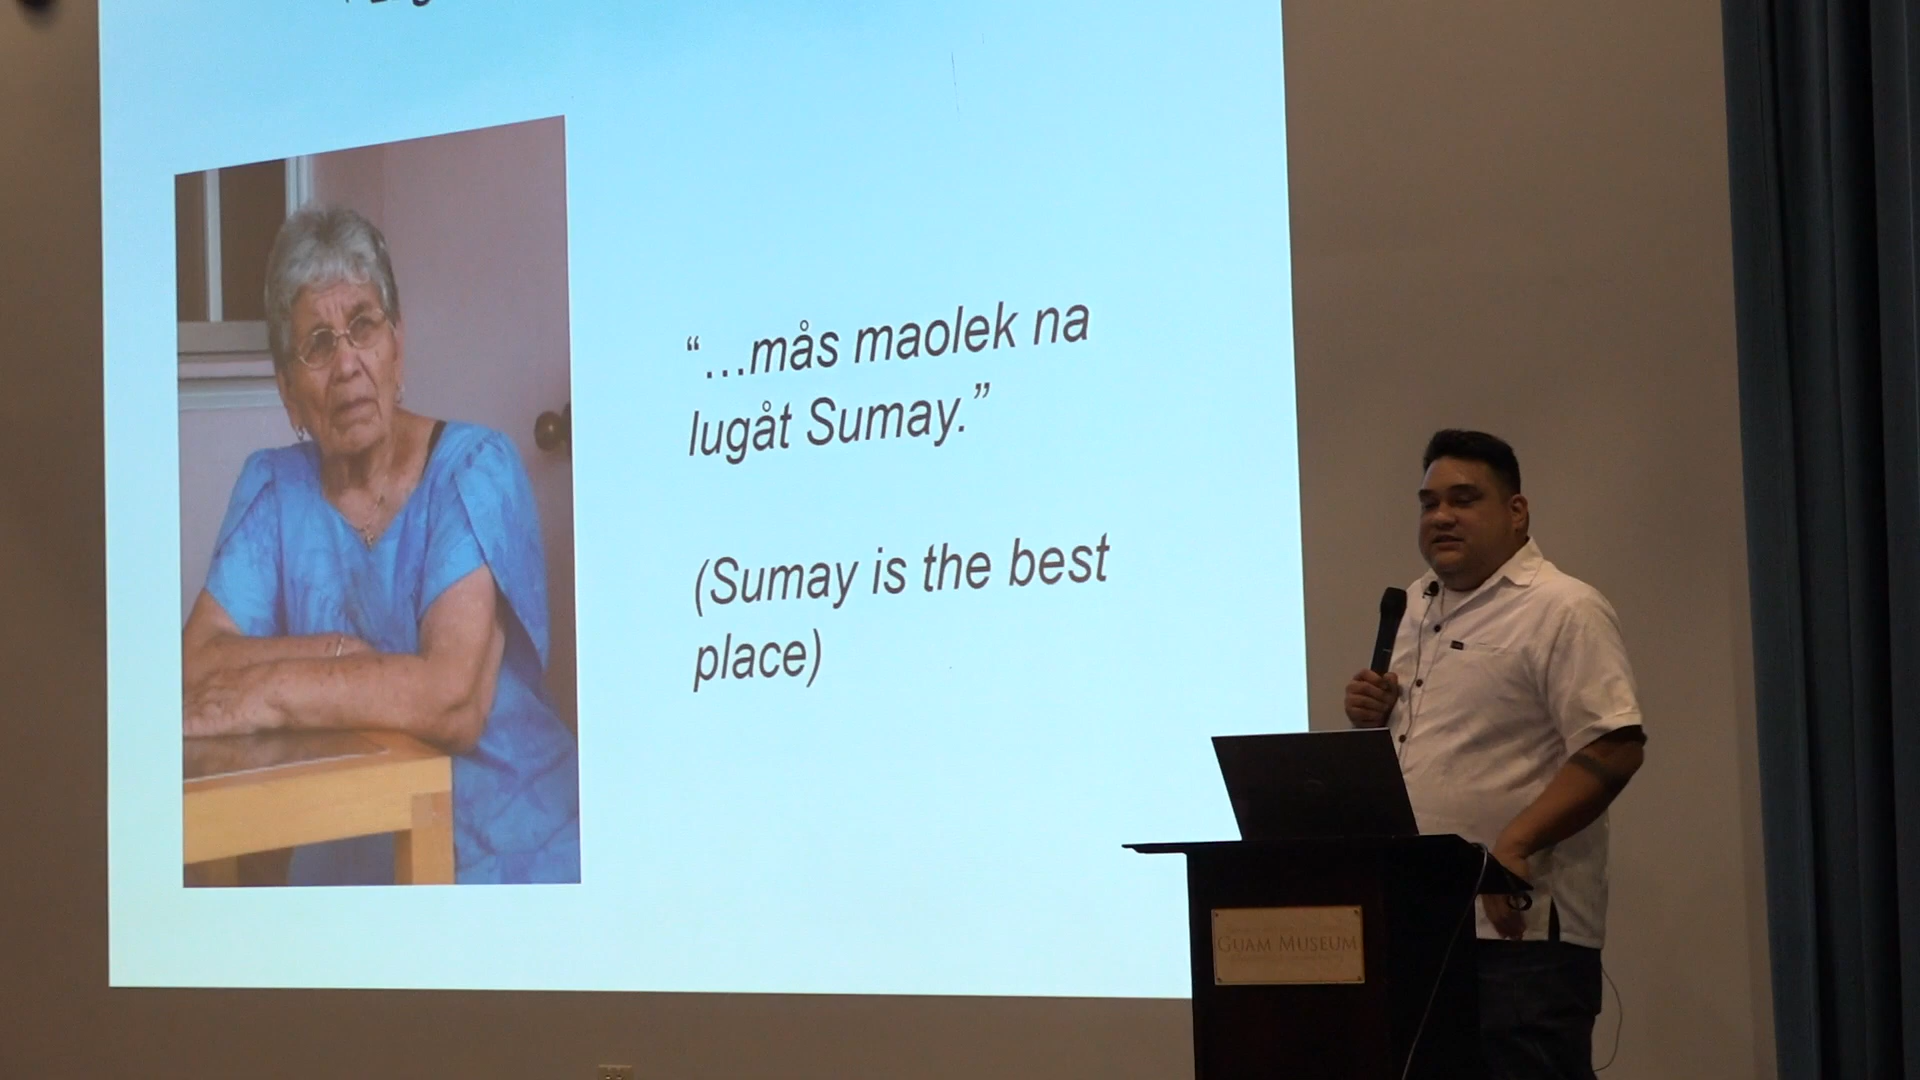 “…mås maolek na
lugåt Sumay.”
(Sumay is the best
place)
GUAM MUSEUM